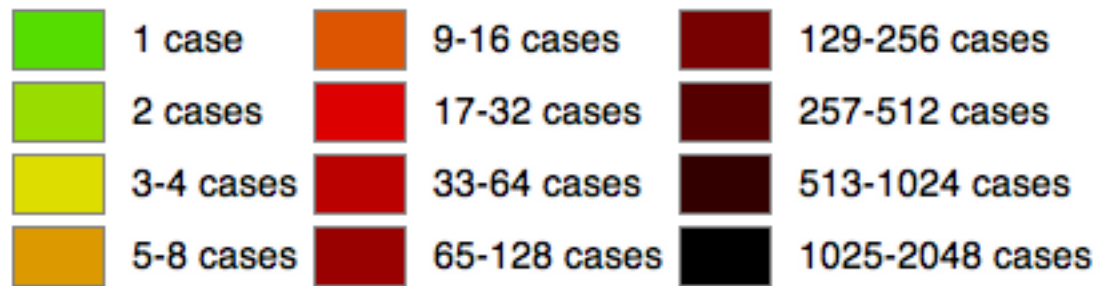 1 case
2 cases
3-4 cases
5-8 cases
9-16 cases
17-32 cases
33-64 cases
65-128 cases
129-256 cases
257-512 cases
513-1024 cases
1025-2048 cases